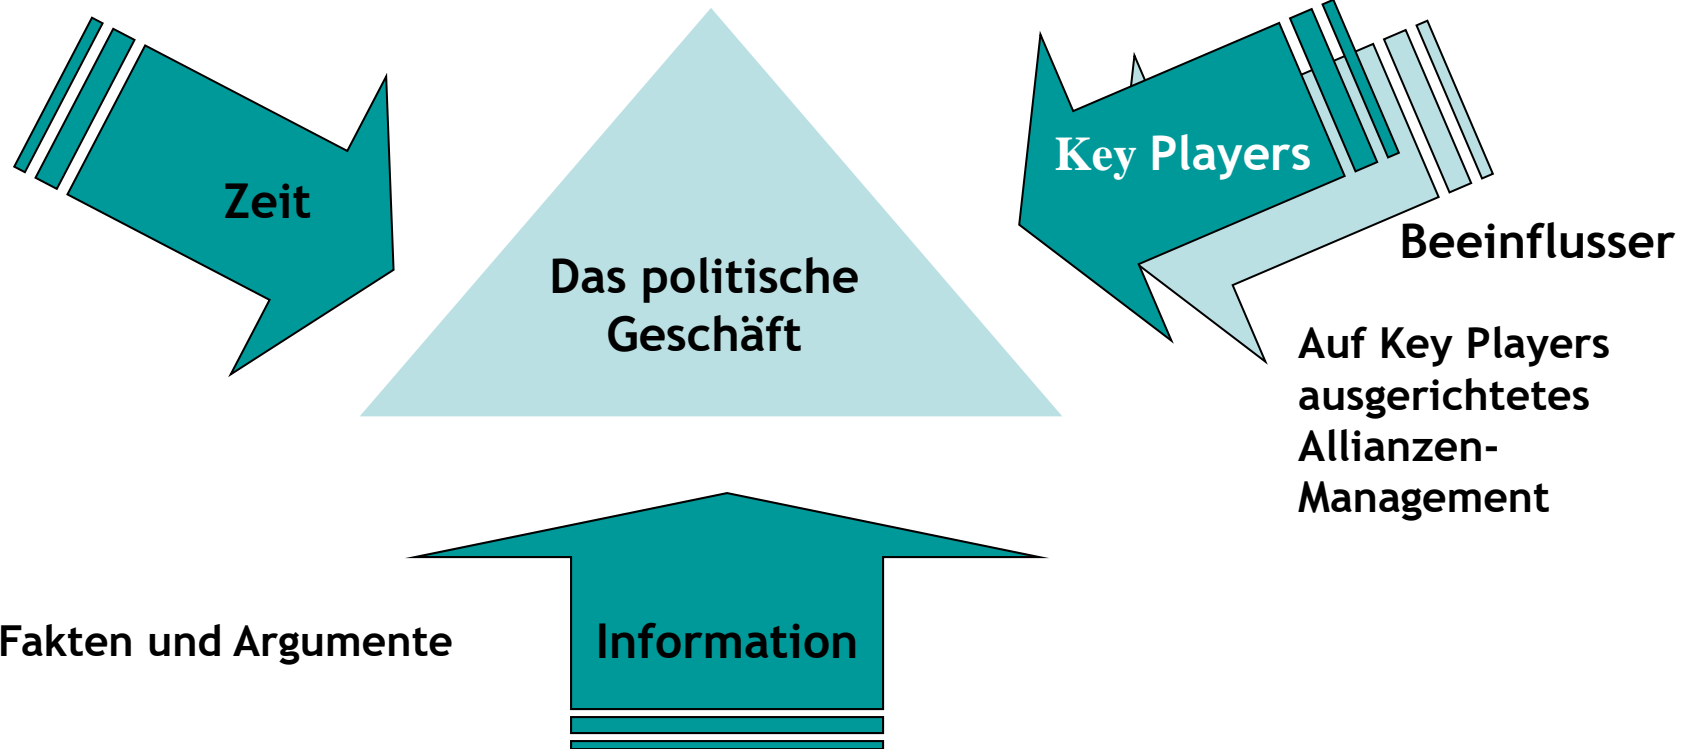 Key Players
Zeit
Beeinflusser
Das politische
Geschäft
Auf Key Players
ausgerichtetes
Allianzen-
Management
Fakten und Argumente
Information